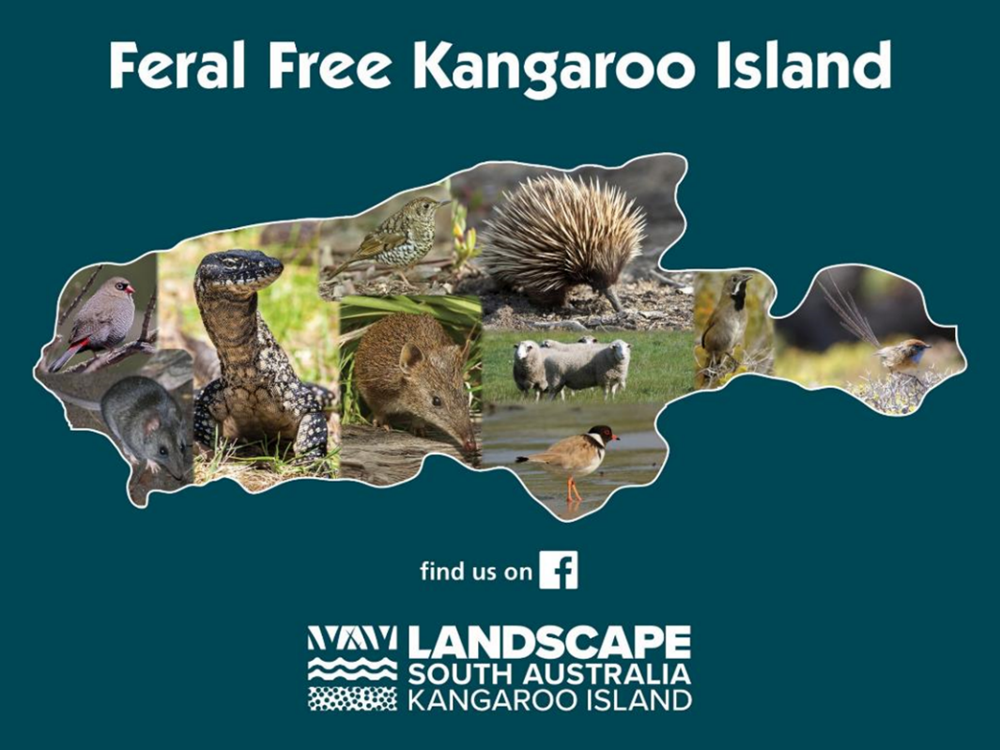 Feral Free Kangaroo Island
find us on f
LANDSCAPE
SOUTH AUSTRALIA
KANGAROO ISLAND